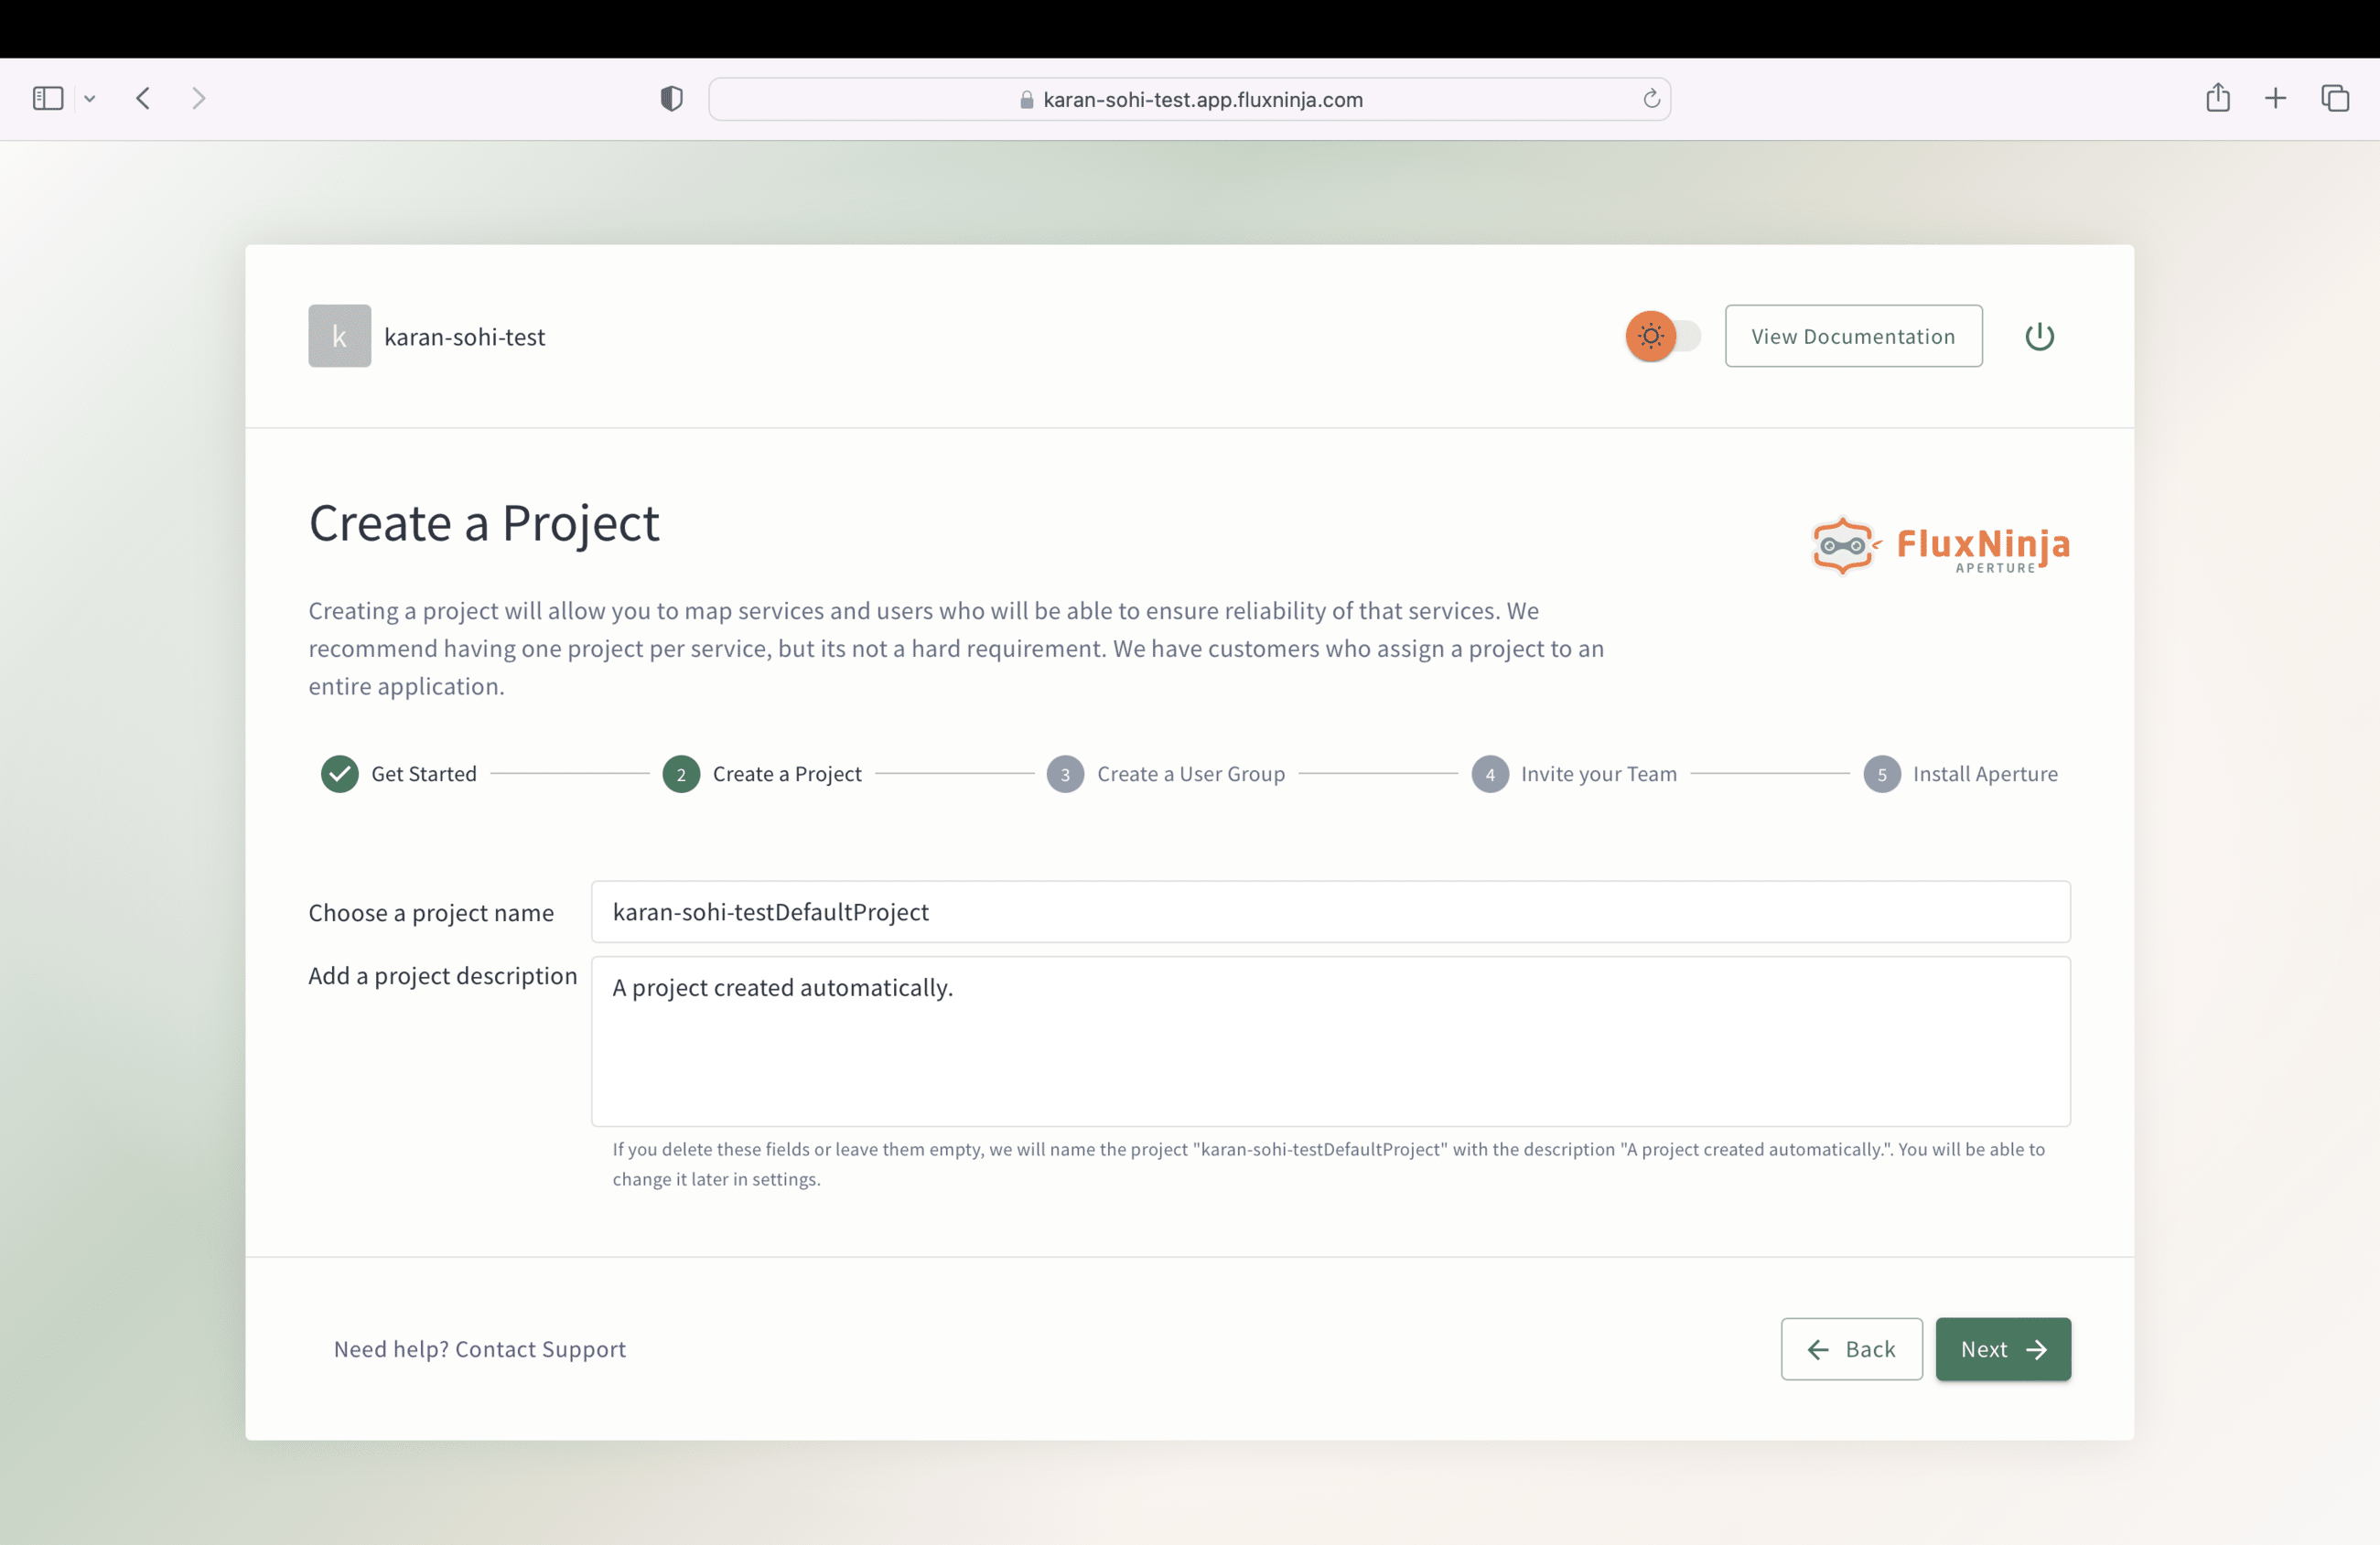 karan-sohi-test.app.fluxninja.com
k
karan-sohi-test
View Documentation
Create a Project
FluxNinja
APERTURE
Creating a project will allow you to map services and users who will be able to ensure reliability of that services. We
recommend having one project per service, but its not a hard requirement. We have customers who assign a project to an
entire application.
Get Started
2 Create a Project
3 Create a User Group
4 Invite your Team
5 Install Aperture
Choose a project name
karan-sohi-testDefaultProject
Add a project description
A project created automatically.
If you delete these fields or leave them empty, we will name the project "karan-sohi-testDefaultProject" with the description "A project created automatically.". You will be able to
change it later in settings.
Need help? Contact Support
Back
Next